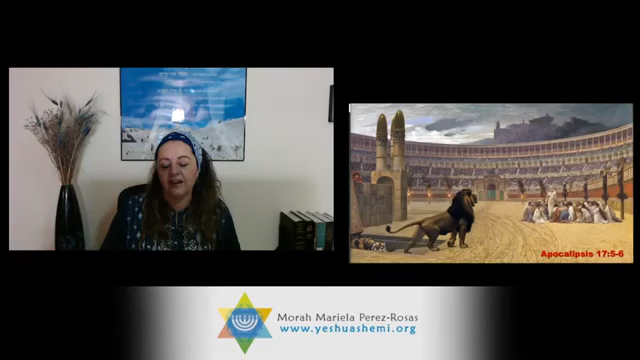 Apocalipsis 17:5-6
Morah Mariela Perez-Rosas
www.yeshuashemi.org